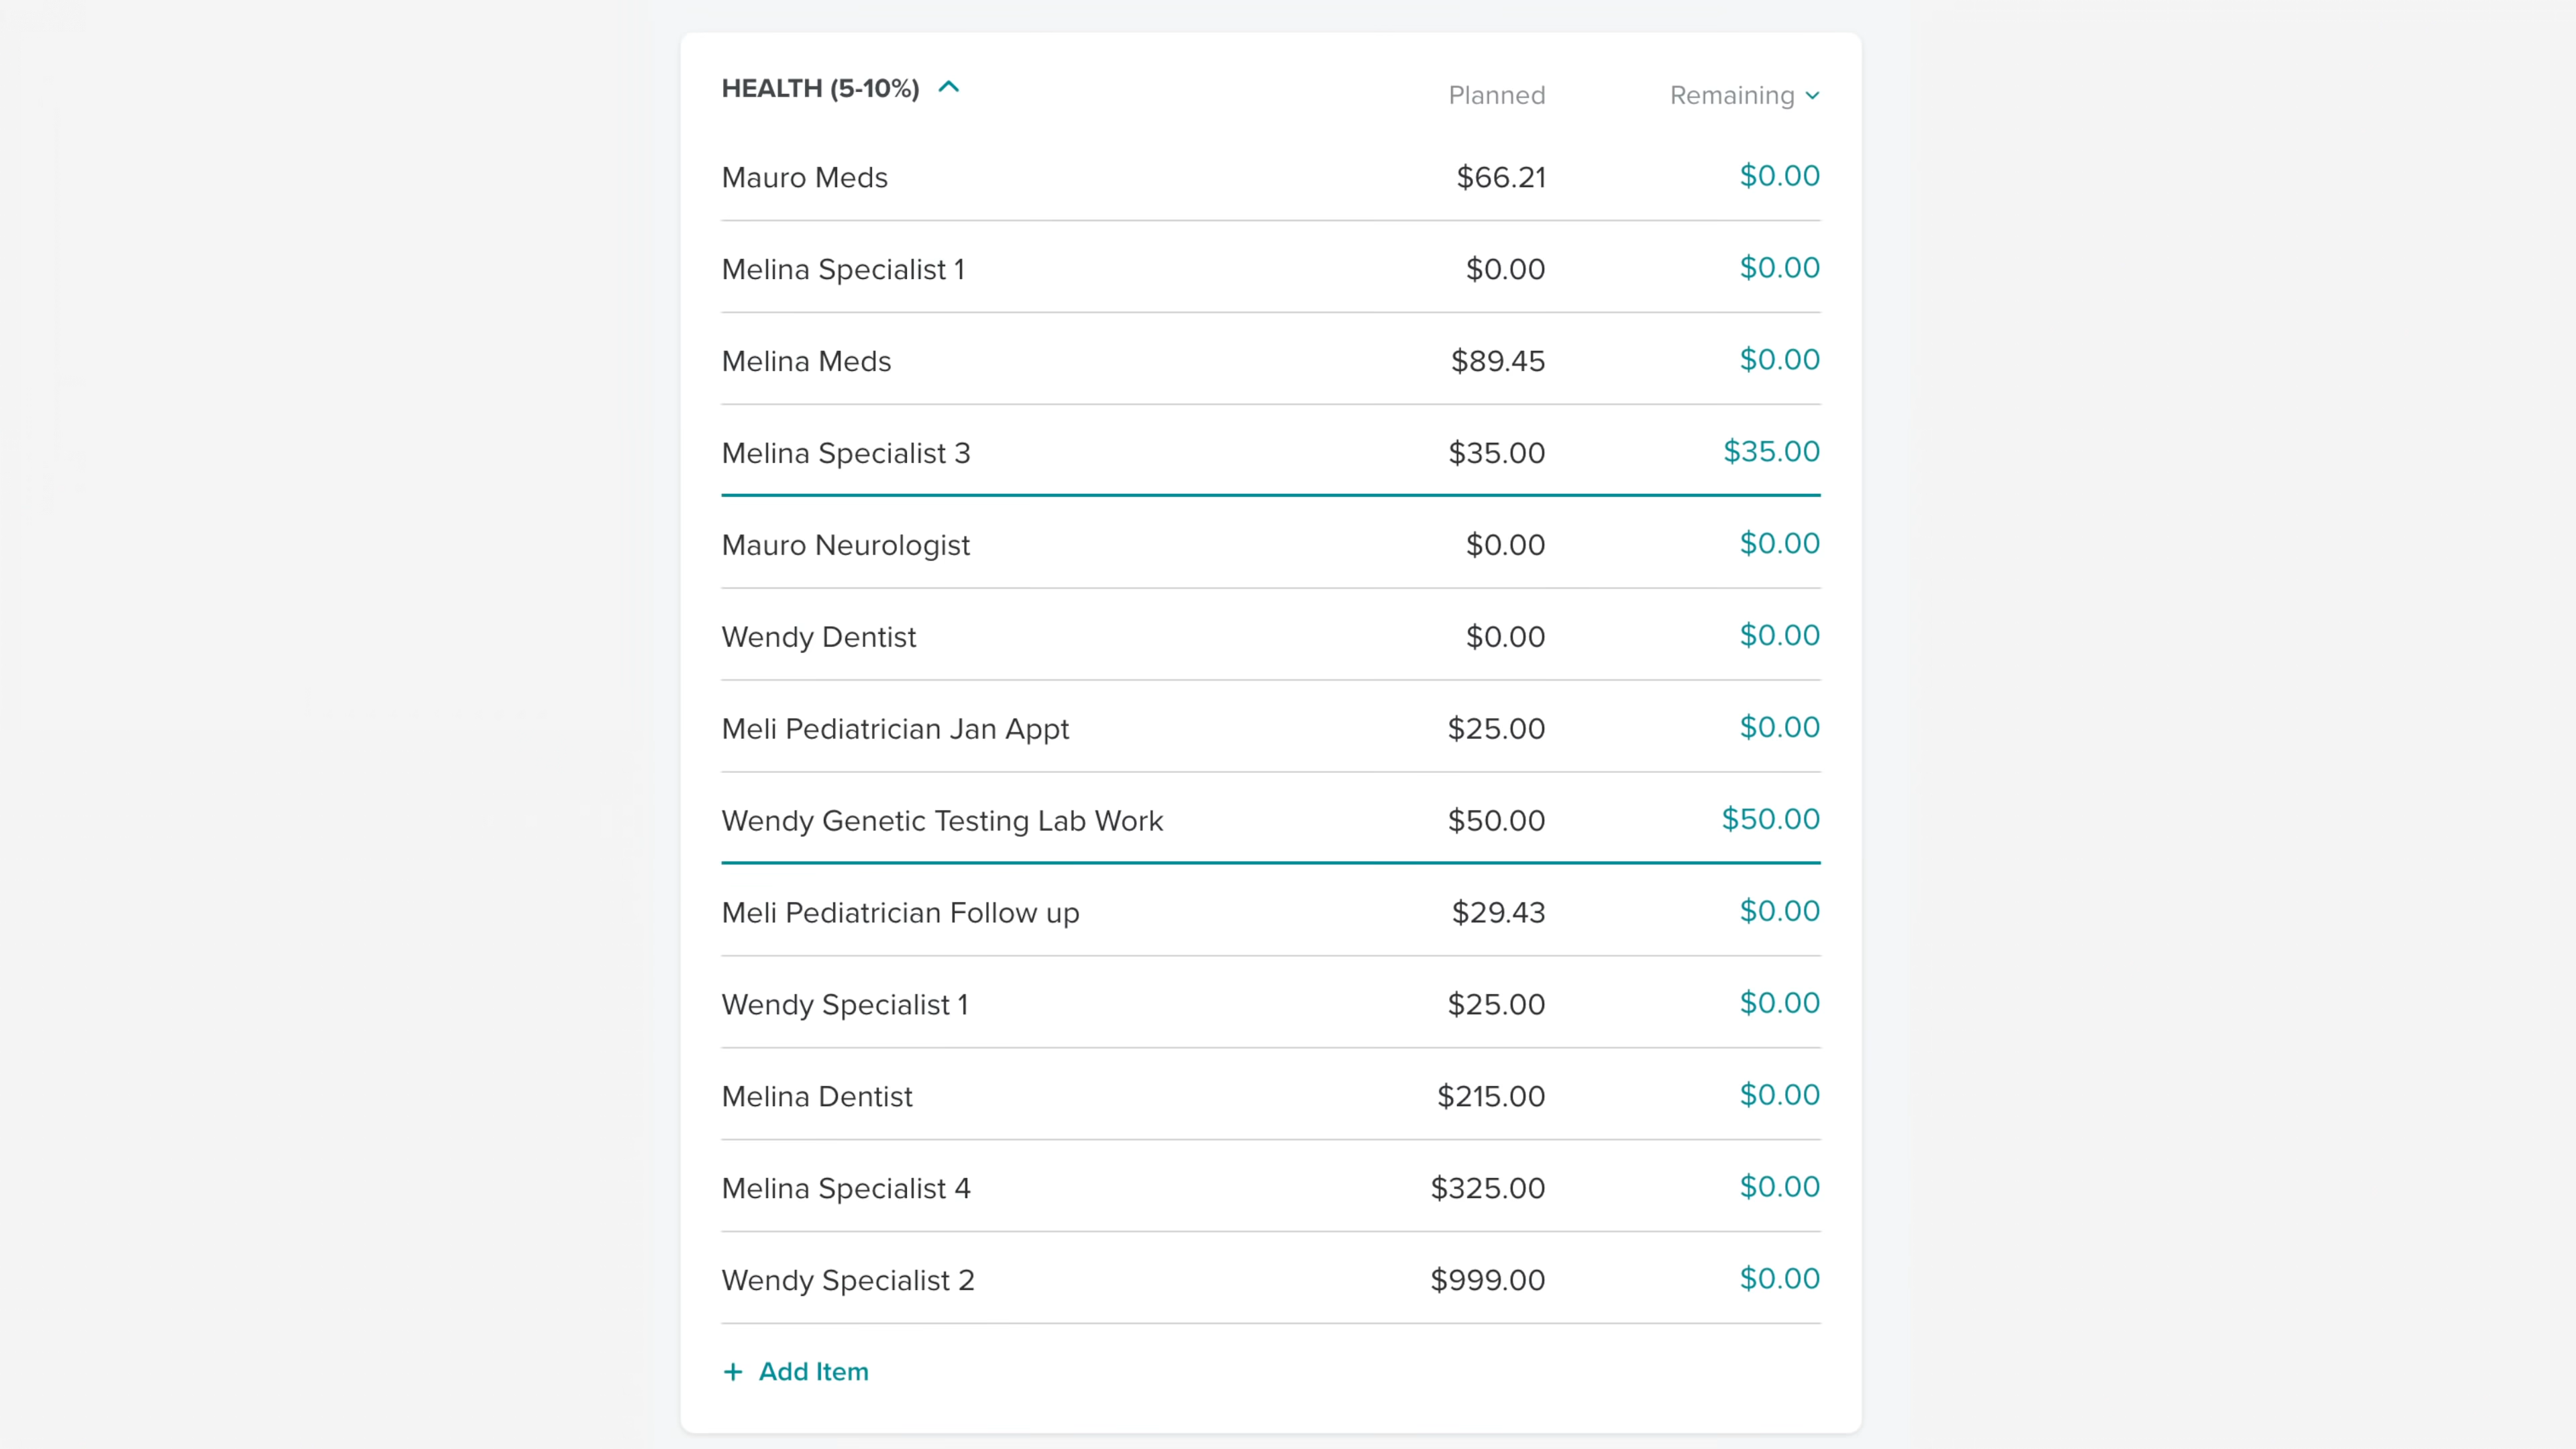 HEALTH (5-10%) Planned Remaining
Mauro Meds $66.21 $0.00
Melina Specialist 1 $0.00 $0.00
Melina Meds $89.45 $0.00
Melina Specialist 3 $35.00 $35.00
Mauro Neurologist $0.00 $0.00
Wendy Dentist $0.00 $0.00
Meli Pediatrician Jan Appt $25.00 $0.00
Wendy Genetic Testing Lab Work $50.00 $50.00
Meli Pediatrician Follow up $29.43 $0.00
Wendy Specialist 1 $25.00 $0.00
Melina Dentist $215.00 $0.00
Melina Specialist 4 $325.00 $0.00
Wendy Specialist 2 $999.00 $0.00
+ Add Item